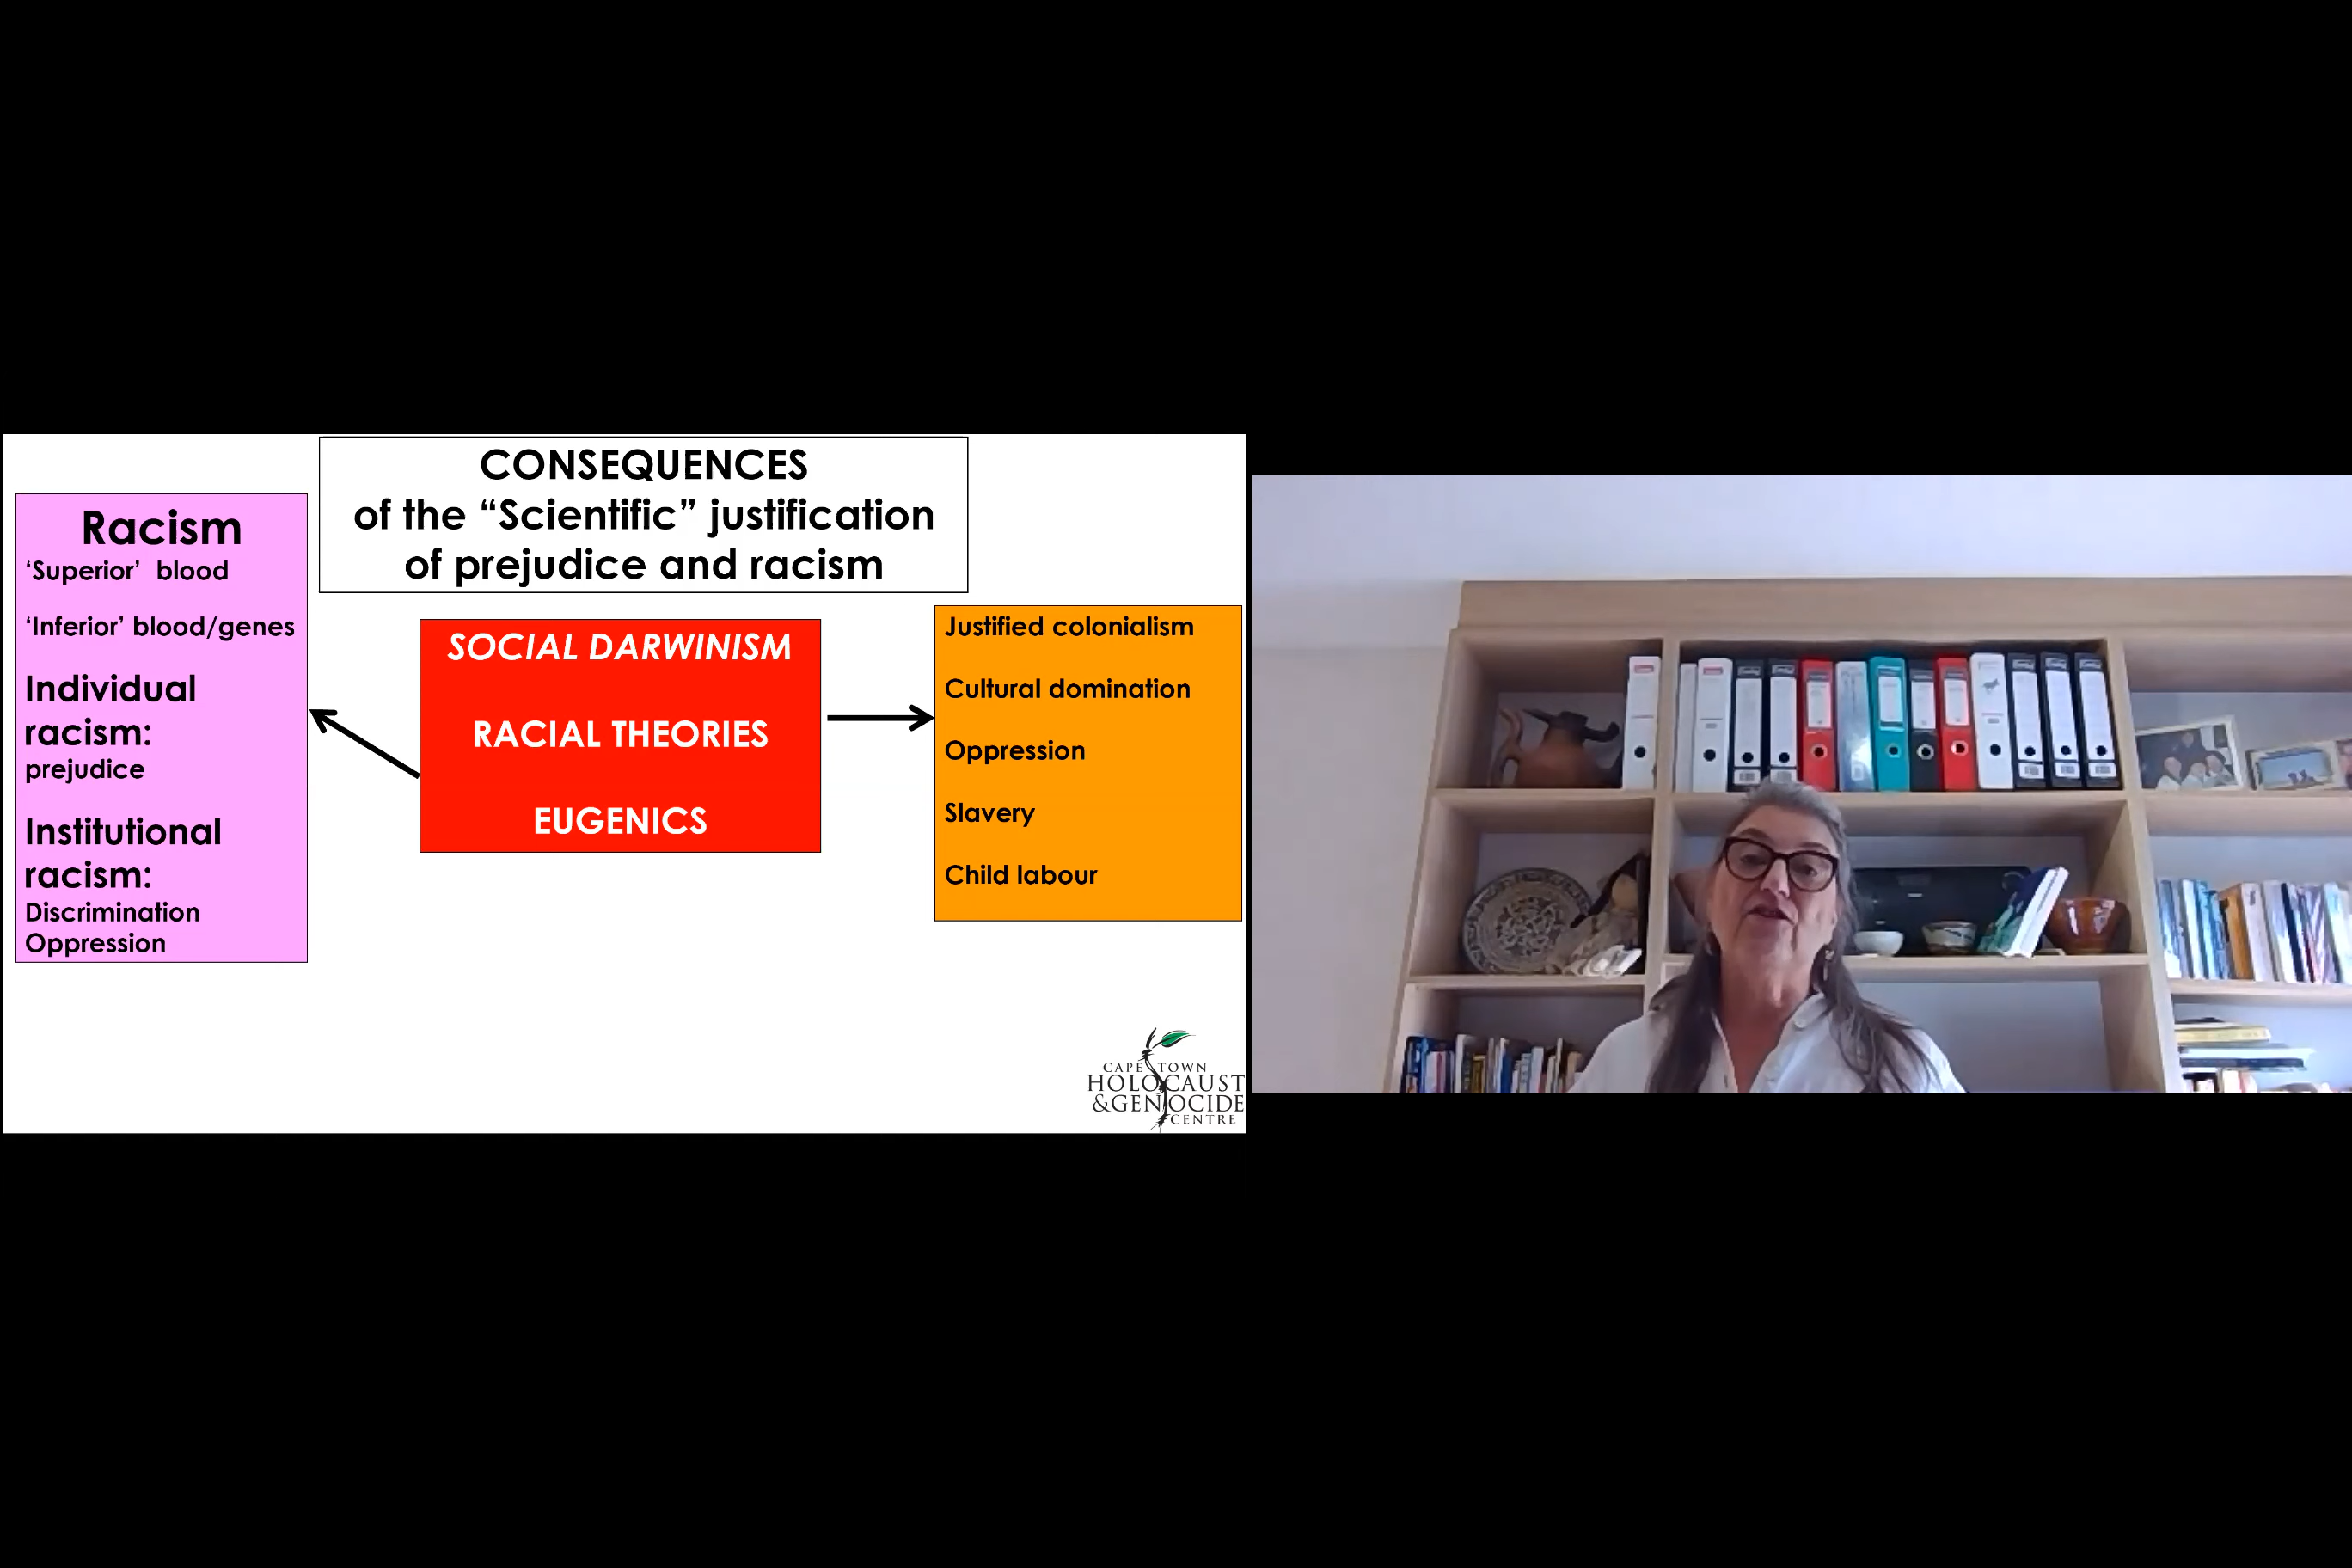 CONSEQUENCES
of the “Scientific” justification
of prejudice and racism
Racism
‘Superior’ blood
‘Inferior’ blood/genes
Individual
racism:
prejudice
Institutional
racism:
Discrimination
Oppression
SOCIAL DARWINISM
RACIAL THEORIES
EUGENICS
Justified colonialism
Cultural domination
Oppression
Slavery
Child labour
CAPE TOWN
HOLOCAUST
&GENOCIDE
CENTRE